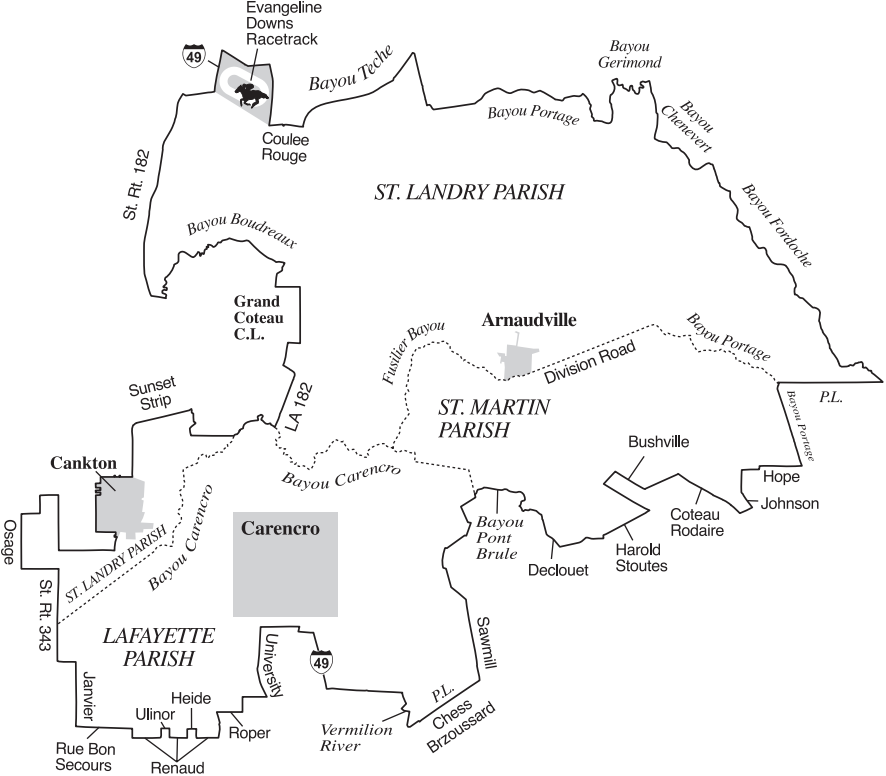 Evangeline
Downs
Racetrack
49
Bayou Teche
Bayou
Gerimond
Bayou Portage
Bayou
Chenevert
Coulee
Rouge
St. Rt. 182
ST. LANDRY PARISH
Bayou Fordoche
Bayou Boudreaux
Grand
Coteau
C.L.
Arnaudville
Fusilier Bayou
Division Road
Bayou Portage
Sunset
Strip
LA 182
ST. MARTIN
PARISH
P.L.
Bayou Portage
Bushville
Cankton
Bayou Carencro
Hope
Johnson
Coteau
Rodaire
Osage
ST. LANDRY PARISH
Bayou Carencro
Carencro
Bayou
Pont
Brule
Harold
Stoutes
Declouet
St. Rt. 343
LAFAYETTE
PARISH
University
49
Sawmill
Janvier
Heide
Ulinor
Roper
Rue Bon
Secours
Renaud
Vermilion
River
P.L.
Chess
Brzoussard